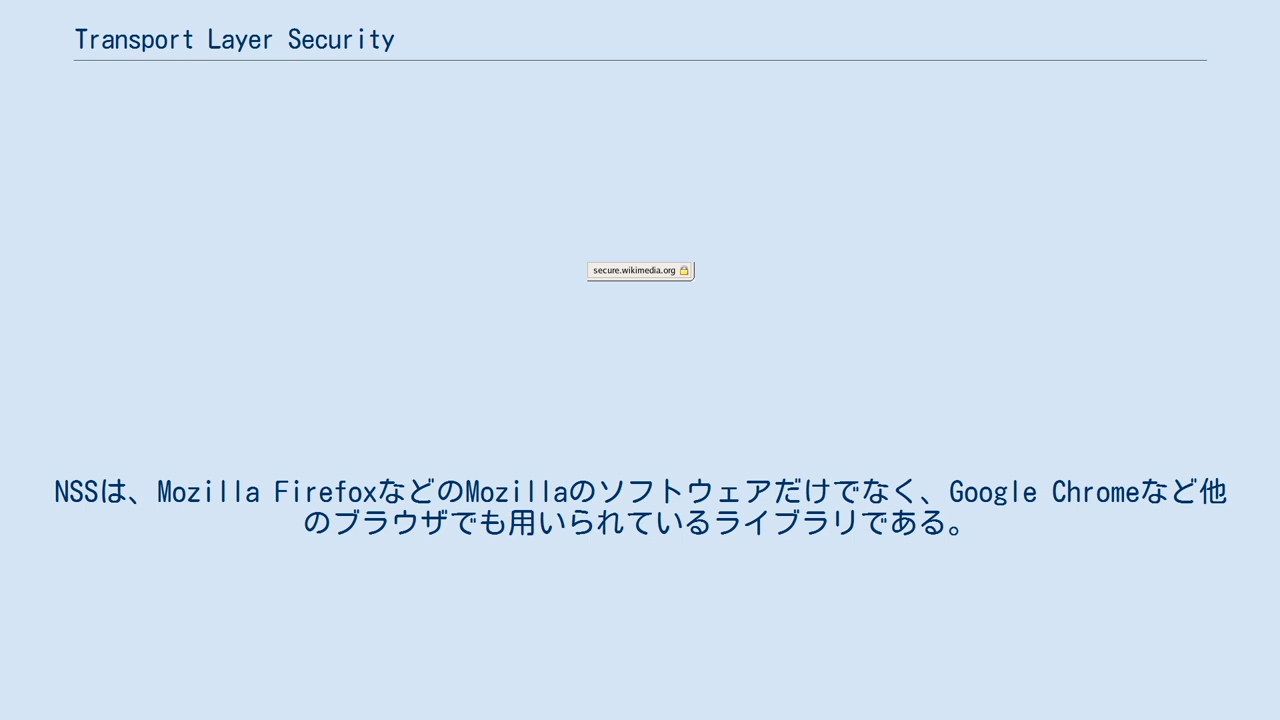 Transport Layer Security
secure.wikimedia.org
NSSは、Mozilla FirefoxなどのMozillaのソフトウェアだけでなく、Google Chromeなど他
のブラウザでも用いられているライブラリである。